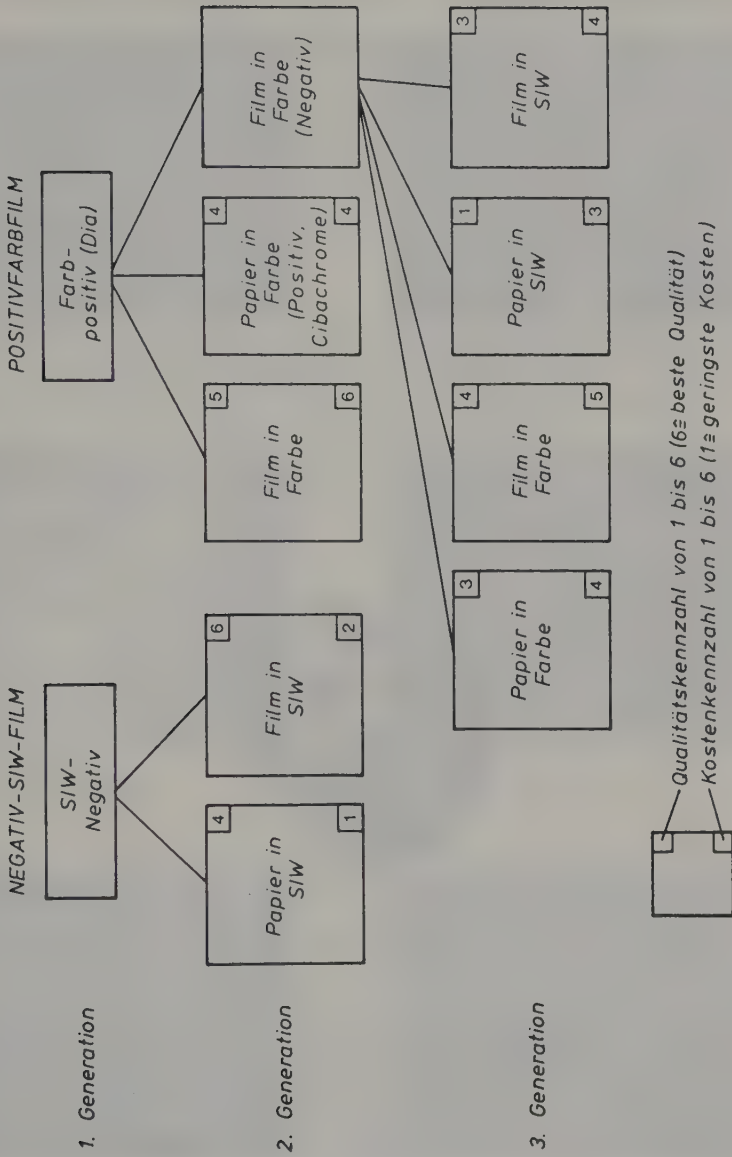 NEGATIV-S/W-FILM
POSITIVFARBFILM
1. Generation
S/W-
Negativ
Farb-
positiv (Dia)
2. Generation
Papier in
S/W
4
1
Film in
S/W
6
2
Film in
Farbe
5
6
Papier in
Farbe
(Positiv,
Cibachrome)
4
4
Film in
Farbe
(Negativ)
3. Generation
Papier in
Farbe
3
4
Film in
Farbe
4
5
Papier in
S/W
1
3
Film in
S/W
3
4
Qualitätskennzahl von 1 bis 6 (6≙beste Qualität)
Kostenkennzahl von 1 bis 6 (1≙geringste Kosten)